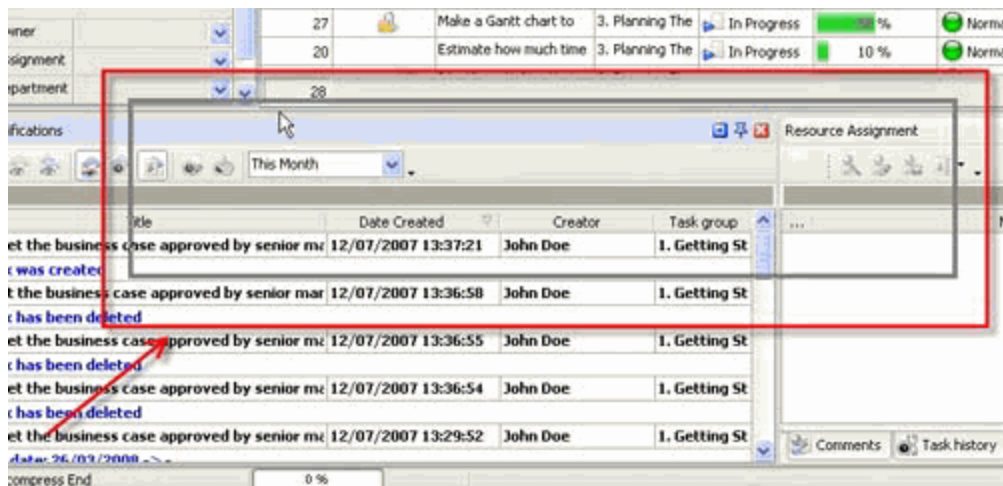 wner
27 Make a Gantt chart to 3. Planning The In Progress % Norma
signment
20 Estimate how much time 3. Planning The In Progress 10 % Norma
partment
28
ifications Resource Assignment
This Month
Title Date Created Creator Task group ...
et the business case approved by senior ma 12/07/2007 13:37:21 John Doe 1. Getting St
k was created
t the business case approved by senior mar 12/07/2007 13:36:58 John Doe 1. Getting St
k has been deleted
et the business case approved by senior ma 12/07/2007 13:36:55 John Doe 1. Getting St
k has been deleted
et the business case approved by senior ma 12/07/2007 13:36:54 John Doe 1. Getting St
k has been deleted
et the business case approved by senior ma 12/07/2007 13:29:52 John Doe 1. Getting St
date: 26/03/2008 -> -
Comments Task history
compress End 0 %